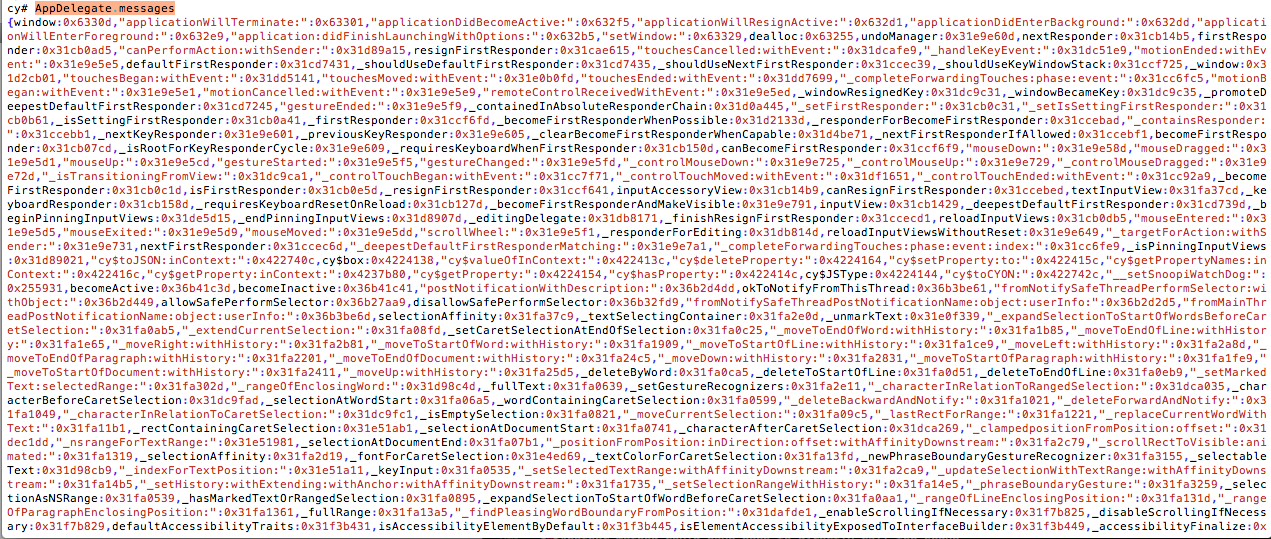 cy# AppDelegate.messages
{window:0x6330d,"applicationWillTerminate:":0x63301,"applicationDidBecomeActive:":0x632f5,"applicationWillResignActive:":0x632d1,"applicationDidEnterBackground:":0x632dd,"applicati
onWillEnterForeground:":0x632e9,"application:didFinishLaunchingWithOptions:":0x632b5,"setWindow:":0x63329,dealloc:0x63255,undoManager:0x31e9e60d,nextResponder:0x31cb14b5,firstRespo
nder:0x31cb0ad5,"canPerformAction:withSender:":0x31d89a15,resignFirstResponder:0x31cae615,"touchesCancelled:withEvent:":0x31dcafe9,"_handleKeyEvent:":0x31dc51e9,"motionEnded:withEv
ent:":0x31e9e5e5,defaultFirstResponder:0x31cd7431,_shouldUseDefaultFirstResponder:0x31cd7435,_shouldUseNextFirstResponder:0x31ccec39,_shouldUseKeyWindowStack:0x31ccf725,_window:0x3
1d2cb01,"touchesBegan:withEvent:":0x31dd5141,"touchesMoved:withEvent:":0x31e0b0fd,"touchesEnded:withEvent:":0x31dd7699,"_completeForwardingTouches:phase:event:":0x31cc6fc5,"motionB
egan:withEvent:":0x31e9e5e1,"motionCancelled:withEvent:":0x31e9e5e9,"remoteControlReceivedWithEvent:":0x31e9e5ed,_windowResignedKey:0x31dc9c31,_windowBecameKey:0x31dc9c35,_promoteD
eepestDefaultFirstResponder:0x31cd7245,"gestureEnded:":0x31e9e5f9,_containedInAbsoluteResponderChain:0x31d0a445,"_setFirstResponder:":0x31cb0c31,"_setIsSettingFirstResponder:":0x31
cb0b61,_isSettingFirstResponder:0x31cb0a41,_firstResponder:0x31ccf6fd,_becomeFirstResponderWhenPossible:0x31d2133d,_responderForBecomeFirstResponder:0x31ccebad,"_containsResponder:
":0x31ccebb1,_nextKeyResponder:0x31e9e601,_previousKeyResponder:0x31e9e605,_clearBecomeFirstResponderWhenCapable:0x31d4be71,_nextFirstResponderIfAllowed:0x31ccebf1,becomeFirstRespo
nder:0x31cb07cd,_isRootForKeyResponderCycle:0x31e9e609,_requiresKeyboardWhenFirstResponder:0x31cb150d,canBecomeFirstResponder:0x31ccf6f9,"mouseDown:":0x31e9e58d,"mouseDragged:":0x3
1e9e5d1,"mouseUp:":0x31e9e5cd,"gestureStarted:":0x31e9e5f5,"gestureChanged:":0x31e9e5fd,"_controlMouseDown:":0x31e9e725,"_controlMouseUp:":0x31e9e729,"_controlMouseDragged:":0x31e9
e72d,"_isTransitioningFromView:":0x31dc9ca1,"_controlTouchBegan:withEvent:":0x31cc7f71,"_controlTouchMoved:withEvent:":0x31df1651,"_controlTouchEnded:withEvent:":0x31cc92a9,_become
FirstResponder:0x31cb0c1d,isFirstResponder:0x31cb0e5d,_resignFirstResponder:0x31ccf641,inputAccessoryView:0x31cb14b9,canResignFirstResponder:0x31ccebed,textInputView:0x31fa37cd,_ke
yboardResponder:0x31cb158d,_requiresKeyboardResetOnReload:0x31cb127d,_becomeFirstResponderAndMakeVisible:0x31e9e791,inputView:0x31cb1429,_deepestDefaultFirstResponder:0x31cd739d,_b
eginPinningInputViews:0x31de5d15,_endPinningInputViews:0x31d8907d,_editingDelegate:0x31db8171,_finishResignFirstResponder:0x31ccecd1,reloadInputViews:0x31cb0db5,"mouseEntered:":0x3
1e9e5d5,"mouseExited:":0x31e9e5d9,"mouseMoved:":0x31e9e5dd,"scrollWheel:":0x31e9e5f1,_responderForEditing:0x31db814d,reloadInputViewsWithoutReset:0x31e9e649,"_targetForAction:withS
ender:":0x31e9e731,nextFirstResponder:0x31ccec6d,"_deepestDefaultFirstResponderMatching:":0x31e9e7a1,"_completeForwardingTouches:phase:event:index:":0x31cc6fe9,_isPinningInputViews
:0x31d89021,"cy$toJSON:inContext:":0x422740c,cy$box:0x4224138,"cy$valueOfInContext:":0x422413c,"cy$deleteProperty:":0x4224164,"cy$setProperty:to:":0x422415c,"cy$getPropertyNames:in
Context:":0x422416c,"cy$getProperty:inContext:":0x4237b80,"cy$getProperty:":0x4224154,"cy$hasProperty:":0x422414c,cy$JSType:0x4224144,"cy$toCYON:":0x422742c,"__setSnoopiWatchDog:":
0x255931,becomeActive:0x36b41c3d,becomeInactive:0x36b41c41,"postNotificationWithDescription:":0x36b2d4dd,okToNotifyFromThisThread:0x36b3be61,"fromNotifySafeThreadPerformSelector:wi
thObject:":0x36b2d449,allowSafePerformSelector:0x36b27aa9,disallowSafePerformSelector:0x36b32fd9,"fromNotifySafeThreadPostNotificationName:object:userInfo:":0x36b2d2d5,"fromMainThr
eadPostNotificationName:object:userInfo:":0x36b3be6d,selectionAffinity:0x31fa37c9,_textSelectingContainer:0x31fa2e0d,_unmarkText:0x31e0f339,"_expandSelectionToStartOfWordsBeforeCar
etSelection:":0x31fa0ab5,"_extendCurrentSelection:":0x31fa08fd,_setCaretSelectionAtEndOfSelection:0x31fa0c25,"_moveToEndOfWord:withHistory:":0x31fa1b85,"_moveToEndOfLine:withHistor
y:":0x31fa1e65,"_moveRight:withHistory:":0x31fa2b81,"_moveToStartOfWord:withHistory:":0x31fa1909,"_moveToStartOfLine:withHistory:":0x31fa1ce9,"_moveLeft:withHistory:":0x31fa2a8d,"_
moveToEndOfParagraph:withHistory:":0x31fa2201,"_moveToEndOfDocument:withHistory:":0x31fa24c5,"_moveDown:withHistory:":0x31fa2831,"_moveToStartOfParagraph:withHistory:":0x31fa1fe9,"
_moveToStartOfDocument:withHistory:":0x31fa2411,"_moveUp:withHistory:":0x31fa25d5,_deleteByWord:0x31fa0ca5,_deleteToStartOfLine:0x31fa0d51,_deleteToEndOfLine:0x31fa0eb9,"_setMarked
Text:selectedRange:":0x31fa302d,"_rangeOfEnclosingWord:":0x31d98c4d,_fullText:0x31fa0639,_setGestureRecognizers:0x31fa2e11,"_characterInRelationToRangedSelection:":0x31dca035,_char
acterBeforeCaretSelection:0x31dc9fad,_selectionAtWordStart:0x31fa06a5,_wordContainingCaretSelection:0x31fa0599,"_deleteBackwardAndNotify:":0x31fa1021,"_deleteForwardAndNotify:":0x3
1fa1049,"_characterInRelationToCaretSelection:":0x31dc9fc1,_isEmptySelection:0x31fa0821,"_moveCurrentSelection:":0x31fa09c5,"_lastRectForRange:":0x31fa1221,"_replaceCurrentWordWith
Text:":0x31fa11b1,_rectContainingCaretSelection:0x31e51ab1,_selectionAtDocumentStart:0x31fa0741,_characterAfterCaretSelection:0x31dca269,"_clampedpositionFromPosition:offset:":0x31
dec1dd,"_nsrangeForTextRange:":0x31e51981,_selectionAtDocumentEnd:0x31fa07b1,"_positionFromPosition:inDirection:offset:withAffinityDownstream:":0x31fa2c79,"_scrollRectToVisible:ani
mated:":0x31fa1319,_selectionAffinity:0x31fa2d19,_fontForCaretSelection:0x31e4ed69,_textColorForCaretSelection:0x31fa13fd,_newPhraseBoundaryGestureRecognizer:0x31fa3155,_selectable
Text:0x31d98cb9,"_indexForTextPosition:":0x31e51a11,_keyInput:0x31fa0535,"_setSelectedTextRange:withAffinityDownstream:":0x31fa2ca9,"_updateSelectionWithTextRange:withAffinityDowns
tream:":0x31fa14b5,"_setHistory:withExtending:withAnchor:withAffinityDownstream:":0x31fa1735,"_setSelectionRangeWithHistory:":0x31fa14e5,"_phraseBoundaryGesture:":0x31fa3259,_selec
tionAsNSRange:0x31fa0539,_hasMarkedTextOrRangedSelection:0x31fa0895,_expandSelectionToStartOfWordBeforeCaretSelection:0x31fa0aa1,"_rangeOfLineEnclosingPosition:":0x31fa131d,"_range
OfParagraphEnclosingPosition:":0x31fa1361,_fullRange:0x31fa13a5,"_findPleasingWordBoundaryFromPosition:":0x31dafde1,_enableScrollingIfNecessary:0x31f7b825,_disableScrollingIfNecess
ary:0x31f7b829,defaultAccessibilityTraits:0x31f3b431,isAccessibilityElementByDefault:0x31f3b445,isElementAccessibilityExposedToInterfaceBuilder:0x31f3b449,_accessibilityFinalize:0x